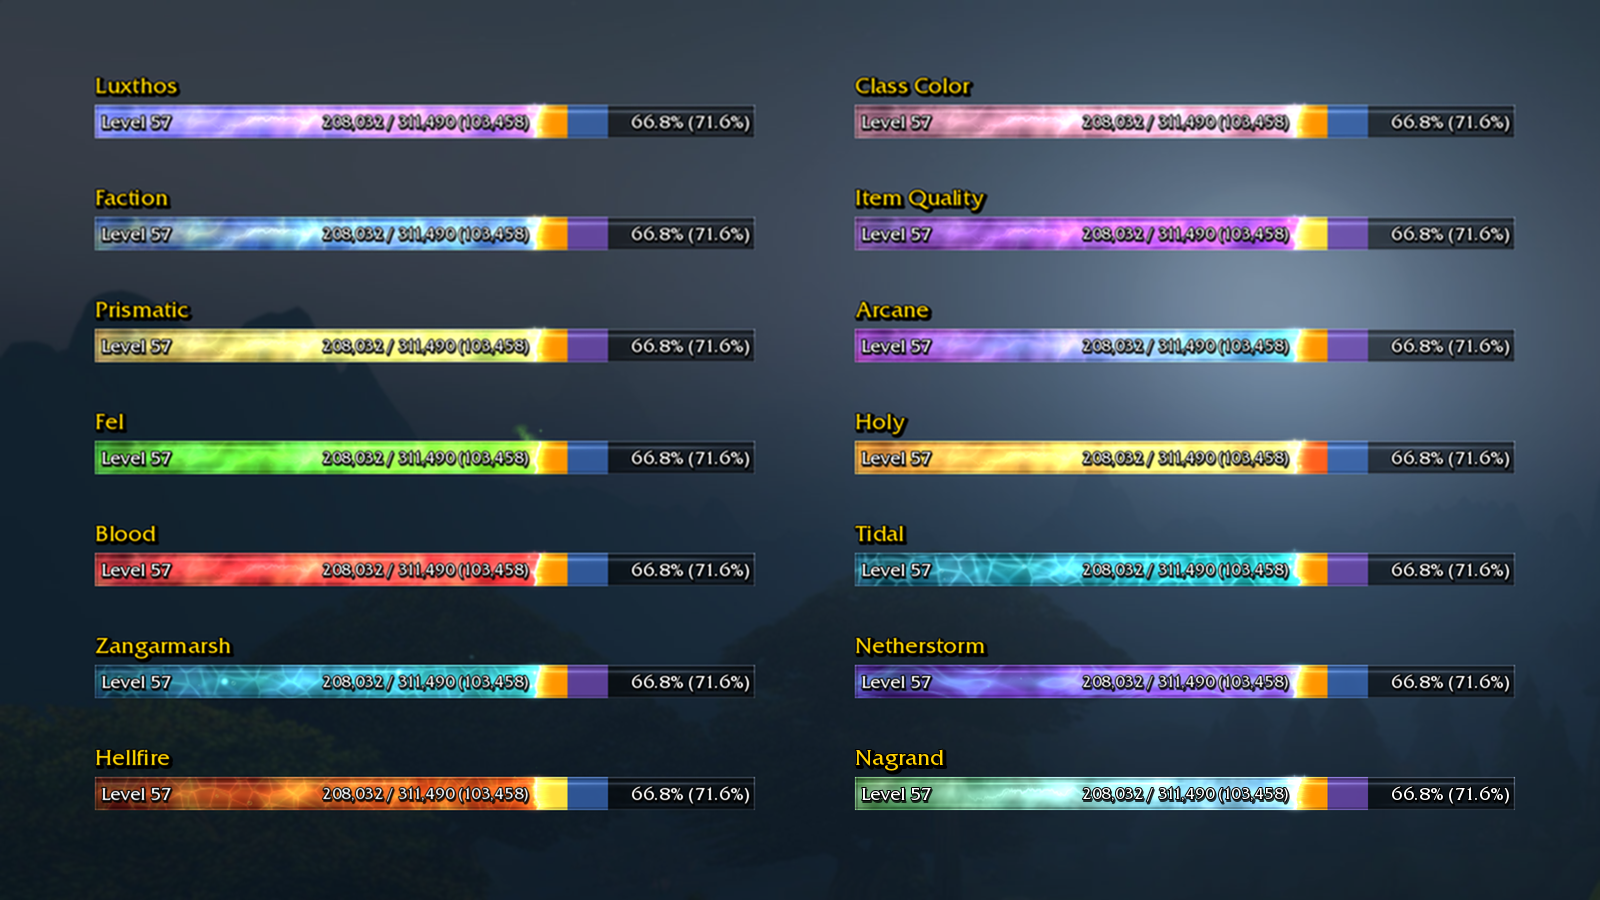 Luxthos
Level 57 208,032 / 311,490 (103,458) 66.8% (71.6%)
Class Color
Level 57 208,032 / 311,490 (103,458) 66.8% (71.6%)
Faction
Level 57 208,032 / 311,490 (103,458) 66.8% (71.6%)
Item Quality
Level 57 208,032 / 311,490 (103,458) 66.8% (71.6%)
Prismatic
Level 57 208,032 / 311,490 (103,458) 66.8% (71.6%)
Arcane
Level 57 208,032 / 311,490 (103,458) 66.8% (71.6%)
Fel
Level 57 208,032 / 311,490 (103,458) 66.8% (71.6%)
Holy
Level 57 208,032 / 311,490 (103,458) 66.8% (71.6%)
Blood
Level 57 208,032 / 311,490 (103,458) 66.8% (71.6%)
Tidal
Level 57 208,032 / 311,490 (103,458) 66.8% (71.6%)
Zangarmarsh
Level 57 208,032 / 311,490 (103,458) 66.8% (71.6%)
Netherstorm
Level 57 208,032 / 311,490 (103,458) 66.8% (71.6%)
Hellfire
Level 57 208,032 / 311,490 (103,458) 66.8% (71.6%)
Nagrand
Level 57 208,032 / 311,490 (103,458) 66.8% (71.6%)